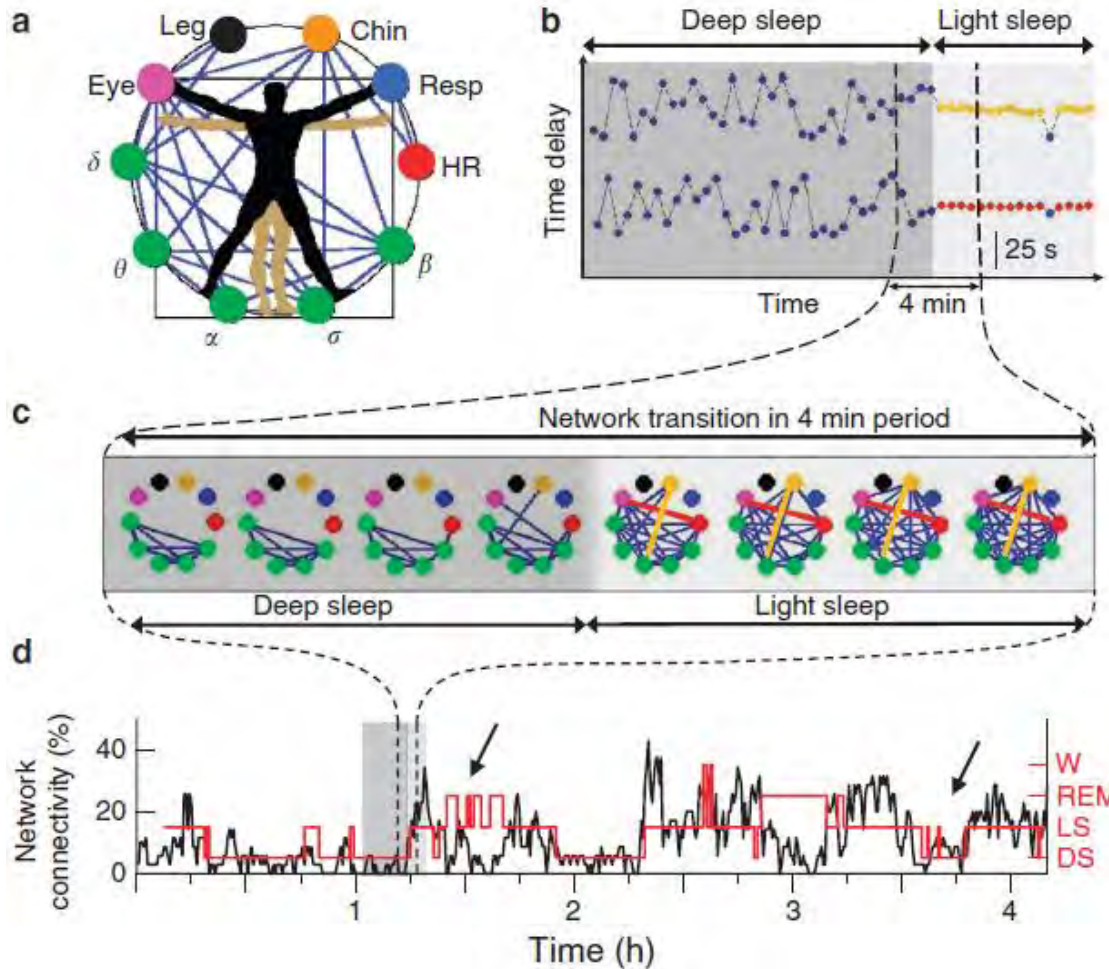 a
Leg
Chin
Eye
Resp
δ
HR
θ
β
α
σ
b
Deep sleep
Light sleep
Time delay
25 s
Time
4 min
c
Network transition in 4 min period
Deep sleep
Light sleep
d
Network
connectivity (%)
40
20
0
W
REM
LS
DS
1
2
3
4
Time (h)